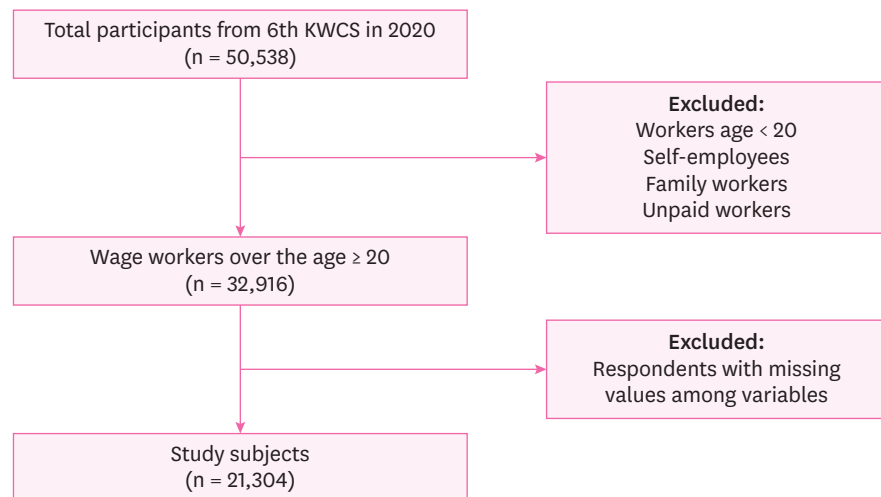 Total participants from 6th KWCS in 2020
(n = 50,538)
Excluded:
Workers age < 20
Self-employees
Family workers
Unpaid workers
Wage workers over the age ≥ 20
(n = 32,916)
Excluded:
Respondents with missing
values among variables
Study subjects
(n = 21,304)